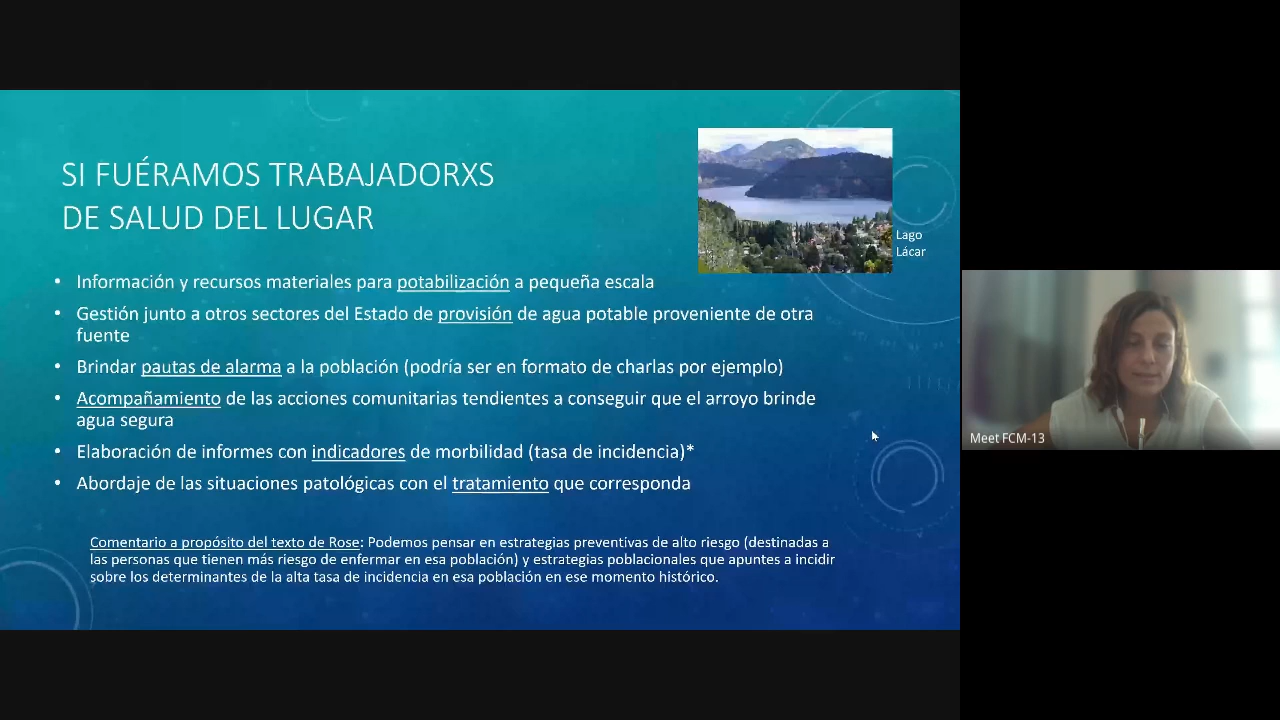 SI FUÉRAMOS TRABAJADORXS
DE SALUD DEL LUGAR
Lago
Lácar
• Información y recursos materiales para potabilización a pequeña escala
• Gestión junto a otros sectores del Estado de provisión de agua potable proveniente de otra
fuente
• Brindar pautas de alarma a la población (podría ser en formato de charlas por ejemplo)
• Acompañamiento de las acciones comunitarias tendientes a conseguir que el arroyo brinde
agua segura
• Elaboración de informes con indicadores de morbilidad (tasa de incidencia)*
• Abordaje de las situaciones patológicas con el tratamiento que corresponda
Comentario a propósito del texto de Rose: Podemos pensar en estrategias preventivas de alto riesgo (destinadas a
las personas que tienen más riesgo de enfermar en esa población) y estrategias poblacionales que apuntes a incidir
sobre los determinantes de la alta tasa de incidencia en esa población en ese momento histórico.
Meet FCM-13